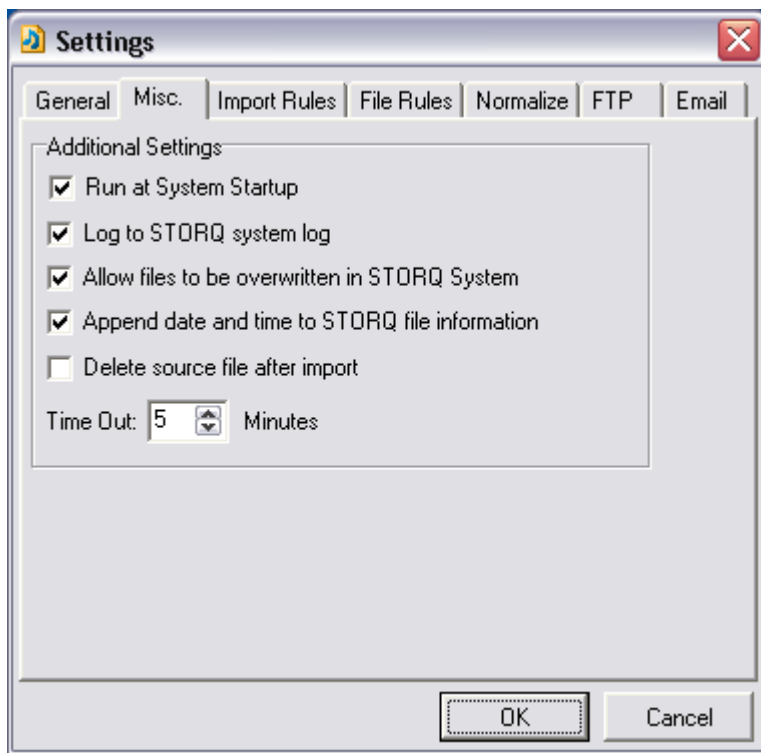 Settings
General Misc. Import Rules File Rules Normalize FTP Email
Additional Settings
Run at System Startup
Log to STORQ system log
Allow files to be overwritten in STORQ System
Append date and time to STORQ file information
Delete source file after import
Time Out: 5 Minutes
OK Cancel